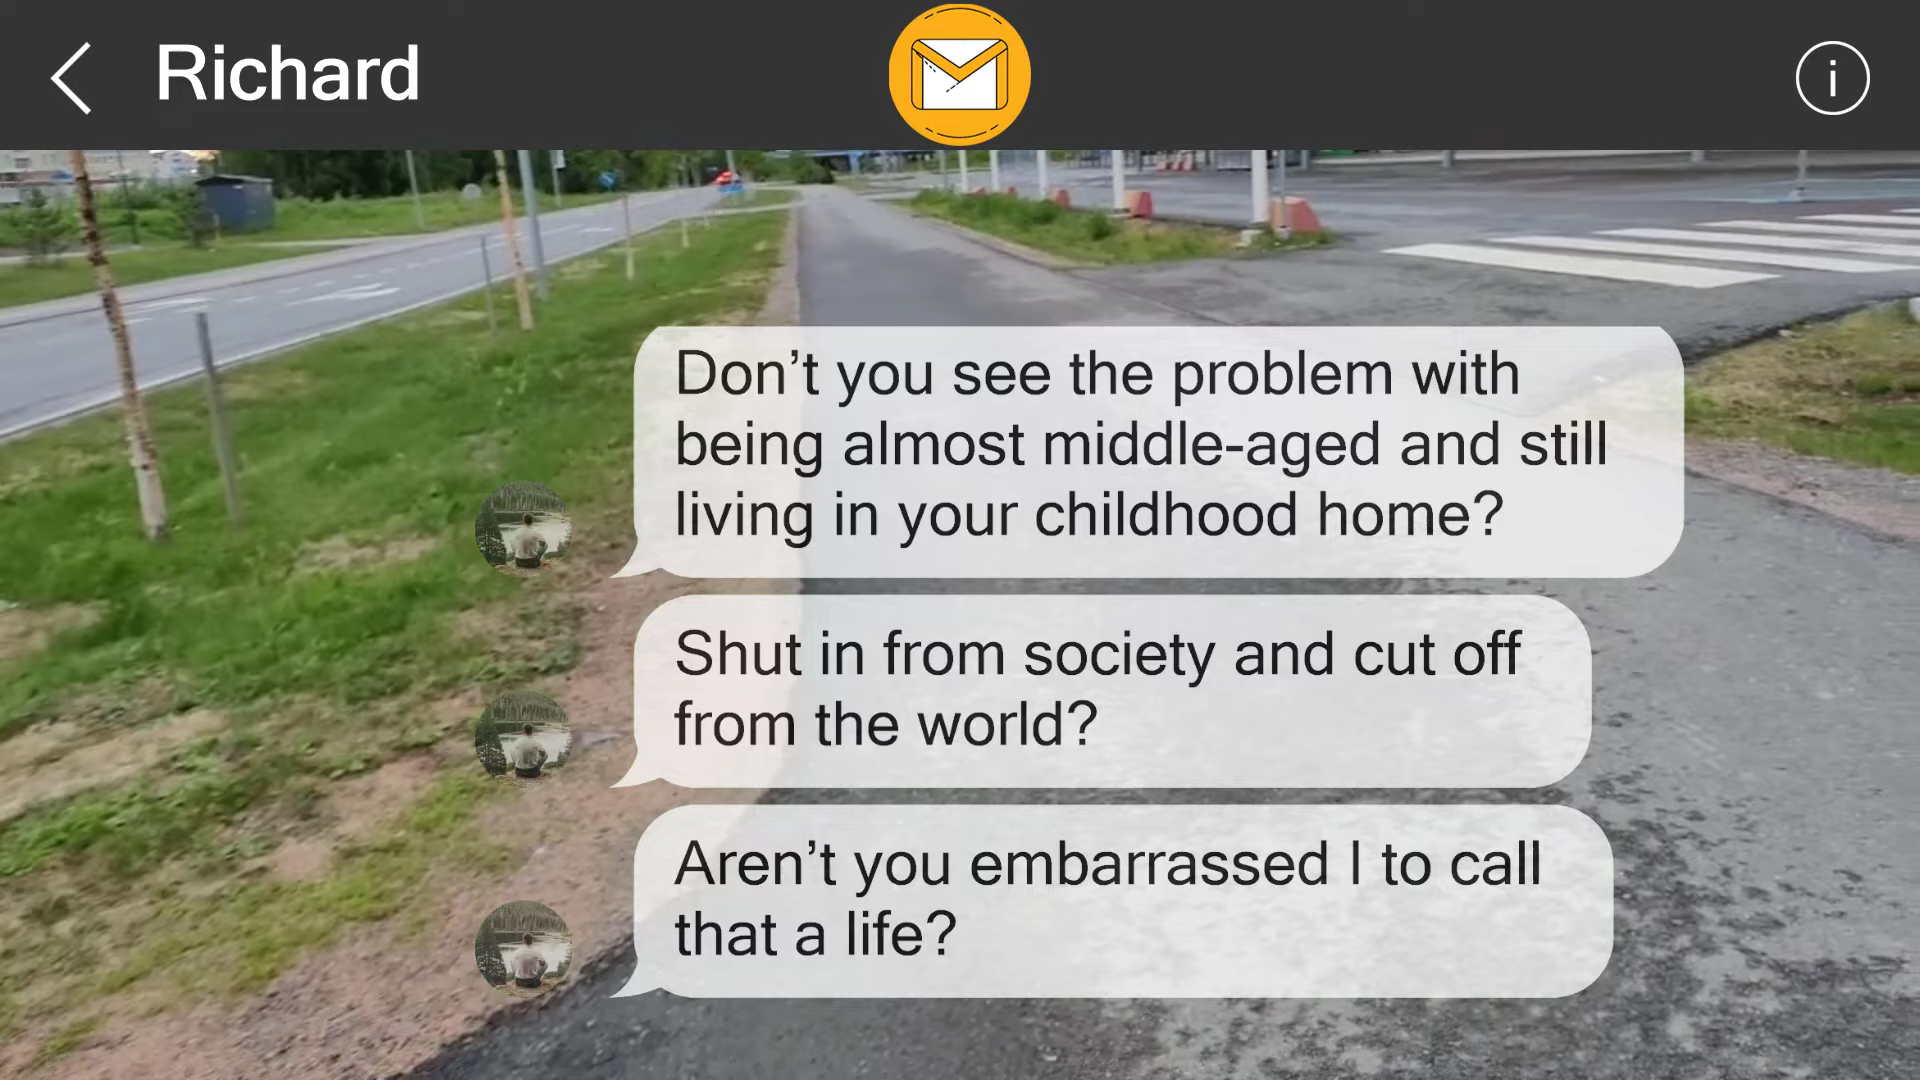 Richard
i
Don’t you see the problem with
being almost middle-aged and still
living in your childhood home?
Shut in from society and cut off
from the world?
Aren’t you embarrassed I to call
that a life?